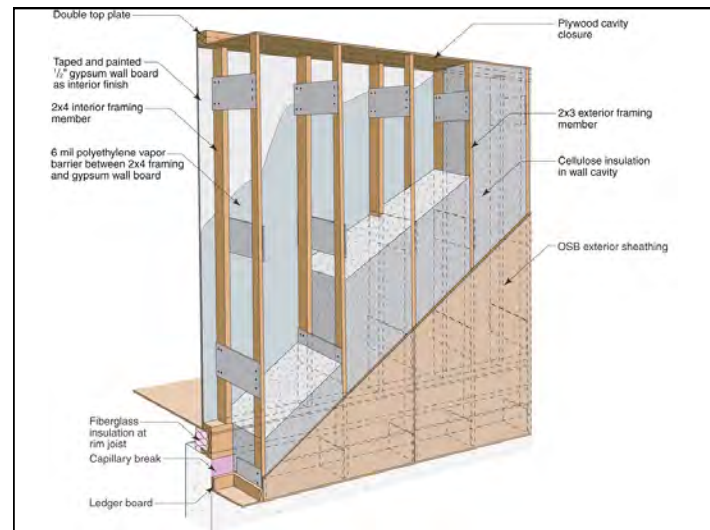 Double top plate
Plywood cavity
closure
Taped and painted
1/2" gypsum wall board
as interior finish
2x4 interior framing
member
2x3 exterior framing
member
6 mil polyethylene vapor
barrier between 2x4 framing
and gypsum wall board
Cellulose insulation
in wall cavity
OSB exterior sheathing
Fiberglass
insulation at
rim joist
Capillary break
Ledger board